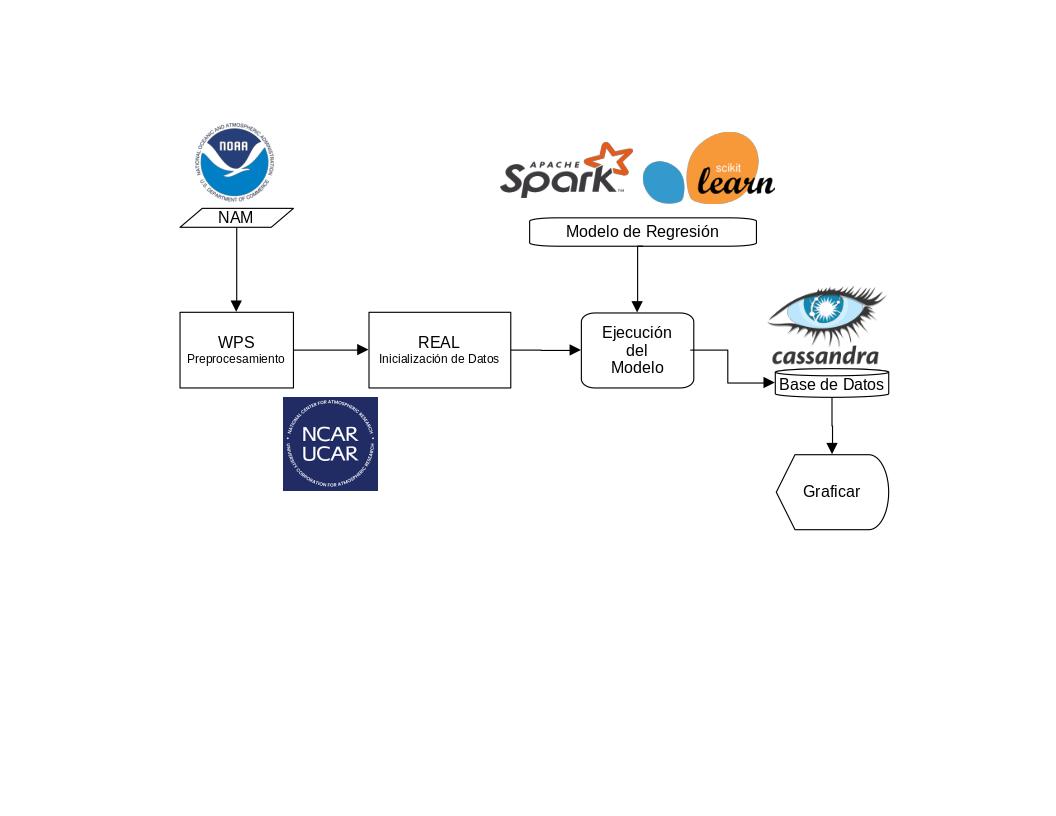 NATIONAL OCEANIC AND ATMOSPHERIC ADMINISTRATION
NOAA
U.S. DEPARTMENT OF COMMERCE
NAM
APACHE
Spark
TM
scikit
learn
Modelo de Regresión
WPS
Preprocesamiento
REAL
Inicialización de Datos
Ejecución
del
Modelo
cassandra
Base de Datos
NATIONAL CENTER FOR ATMOSPHERIC RESEARCH
NCAR
UCAR
UNIVERSITY CORPORATION FOR ATMOSPHERIC RESEARCH
Graficar